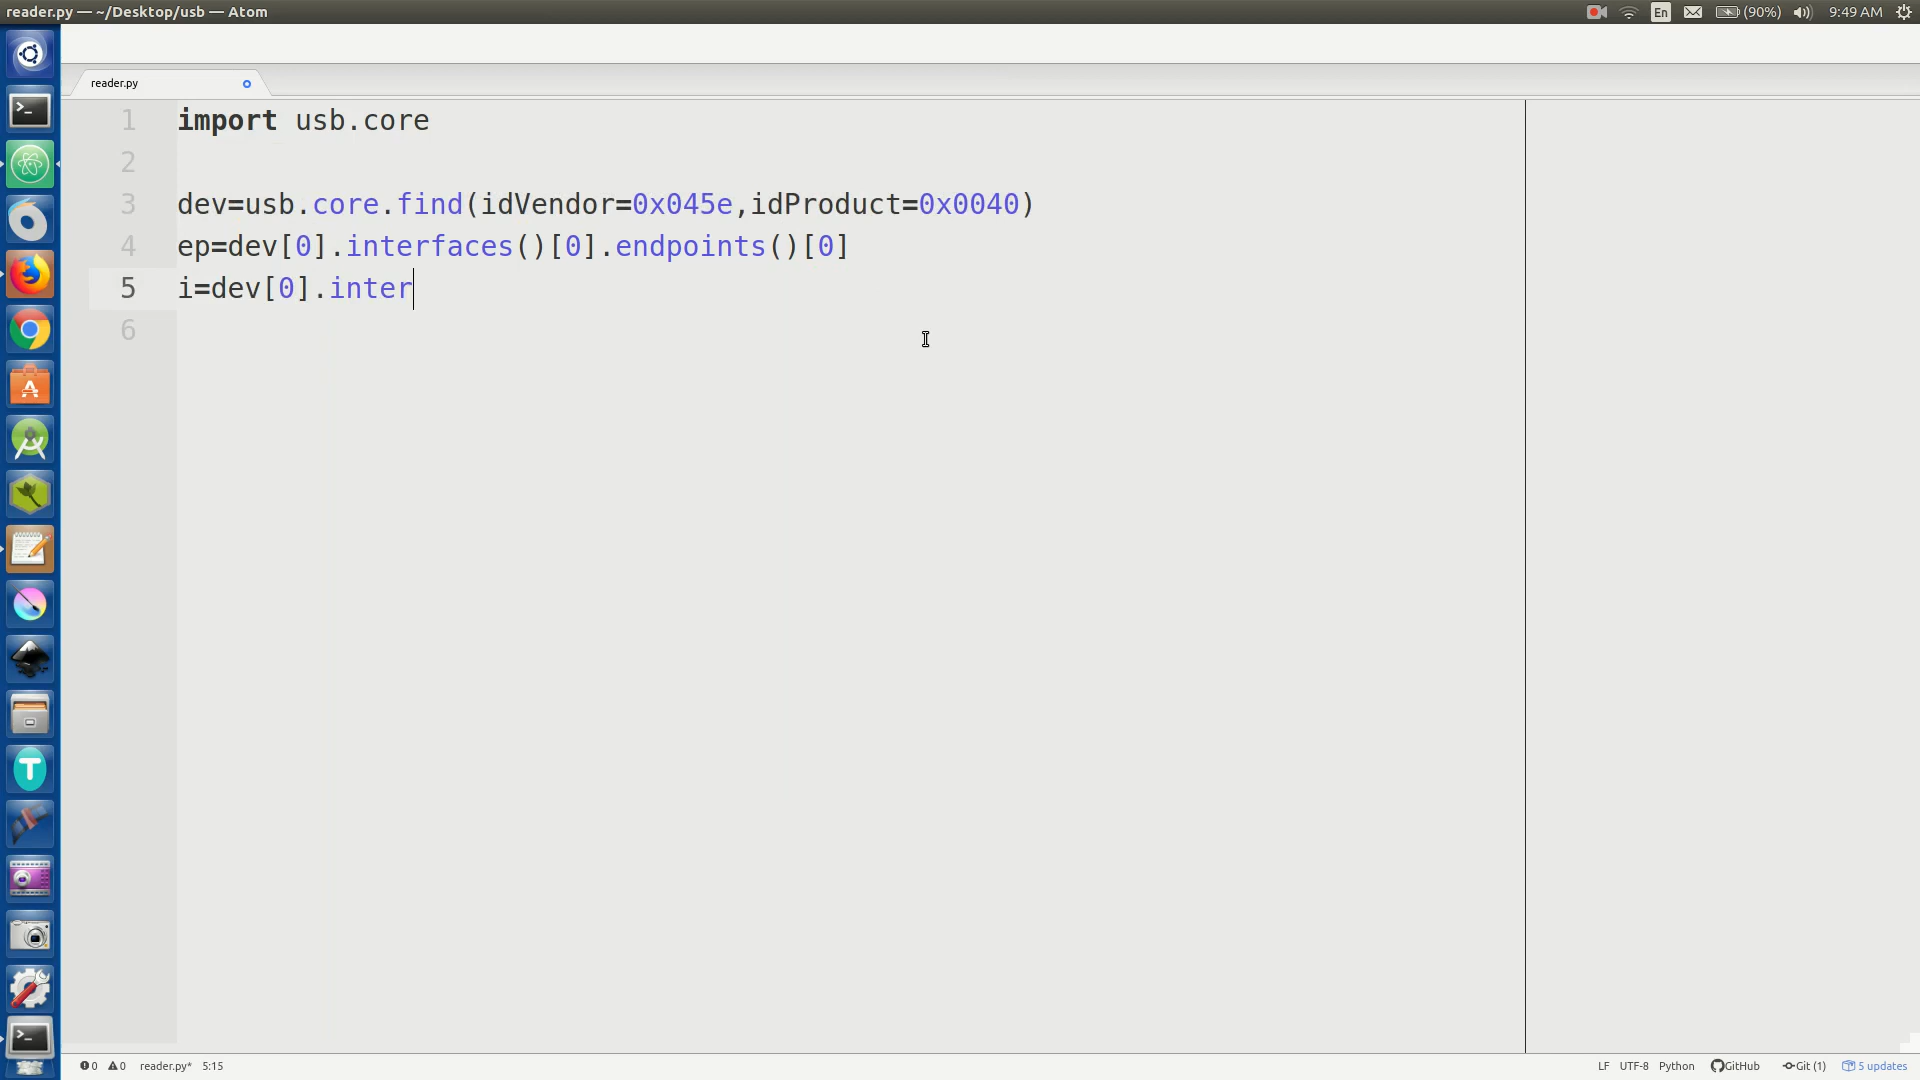 reader.py — ~/Desktop/usb — Atom
En
(90%)
9:49 AM
reader.py
1 import usb.core
2
3 dev=usb.core.find(idVendor=0x045e,idProduct=0x0040)
4 ep=dev[0].interfaces()[0].endpoints()[0]
5 i=dev[0].inter
6
0 0 reader.py* 5:15
LF UTF-8 Python GitHub Git (1) 5 updates